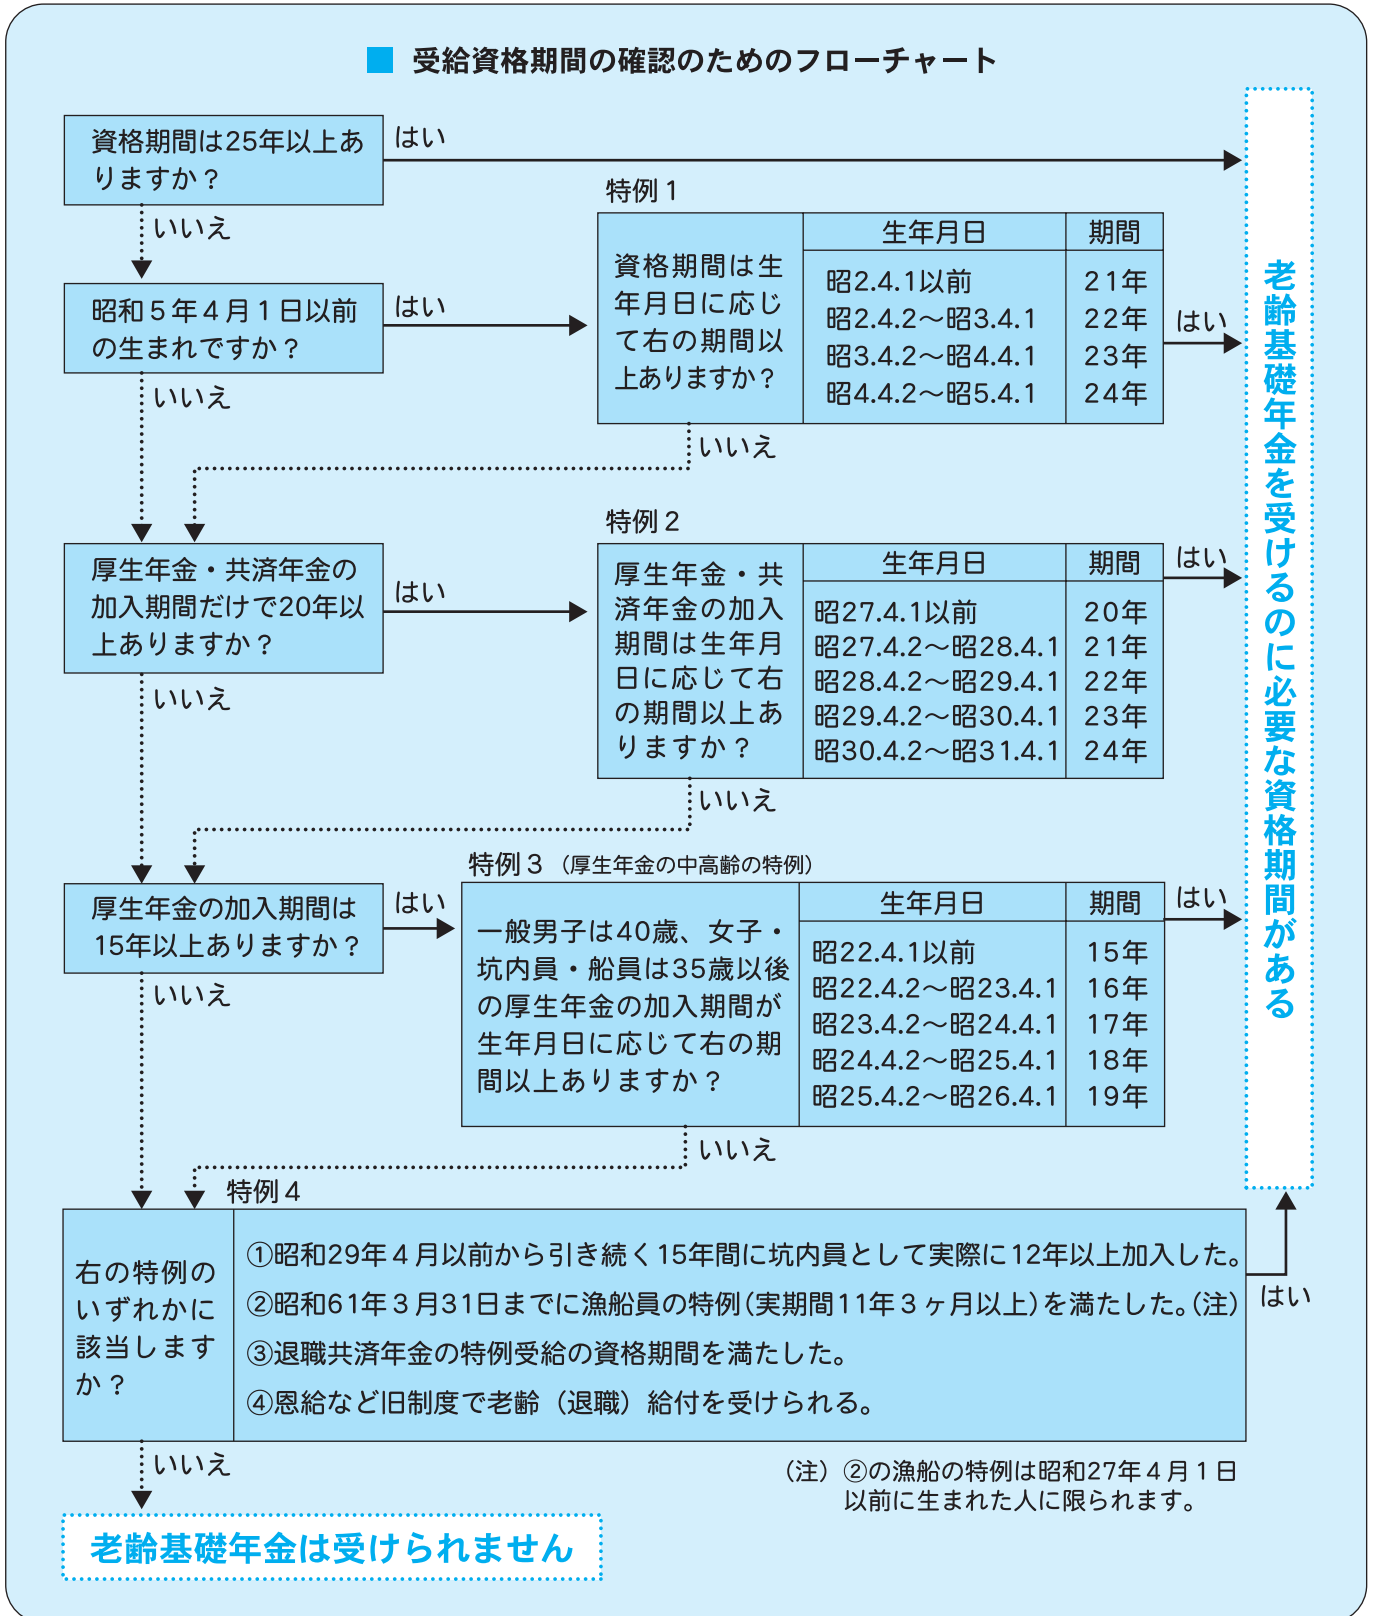 ■ 受給資格期間の確認のためのフローチャート
資格期間は25年以上あ
りますか？
はい
いいえ
昭和５年４月１日以前
の生まれですか？
はい
いいえ
特例１
資格期間は生
年月日に応じ
て右の期間以
上ありますか？
生年月日 期間
昭2.4.1以前 21年
昭2.4.2～昭3.4.1 22年
昭3.4.2～昭4.4.1 23年
昭4.4.2～昭5.4.1 24年
はい
いいえ
厚生年金・共済年金の
加入期間だけで20年以
上ありますか？
はい
いいえ
特例２
厚生年金・共
済年金の加入
期間は生年月
日に応じて右
の期間以上あ
りますか？
生年月日 期間
昭27.4.1以前 20年
昭27.4.2～昭28.4.1 21年
昭28.4.2～昭29.4.1 22年
昭29.4.2～昭30.4.1 23年
昭30.4.2～昭31.4.1 24年
はい
いいえ
厚生年金の加入期間は
15年以上ありますか？
はい
いいえ
特例３（厚生年金の中高齢の特例）
一般男子は40歳、女子・
坑内員・船員は35歳以後
の厚生年金の加入期間が
生年月日に応じて右の期
間以上ありますか？
生年月日 期間
昭22.4.1以前 15年
昭22.4.2～昭23.4.1 16年
昭23.4.2～昭24.4.1 17年
昭24.4.2～昭25.4.1 18年
昭25.4.2～昭26.4.1 19年
はい
いいえ
特例４
右の特例の
いずれかに
該当します
か？
①昭和29年４月以前から引き続く15年間に坑内員として実際に12年以上加入した。
②昭和61年３月31日までに漁船員の特例（実期間11年３ヶ月以上）を満たした。（注）
③退職共済年金の特例受給の資格期間を満たした。
④恩給など旧制度で老齢（退職）給付を受けられる。
はい
いいえ
（注）②の漁船の特例は昭和27年４月１日
以前に生まれた人に限られます。
老齢基礎年金を受けるのに必要な資格期間がある
老齢基礎年金は受けられません